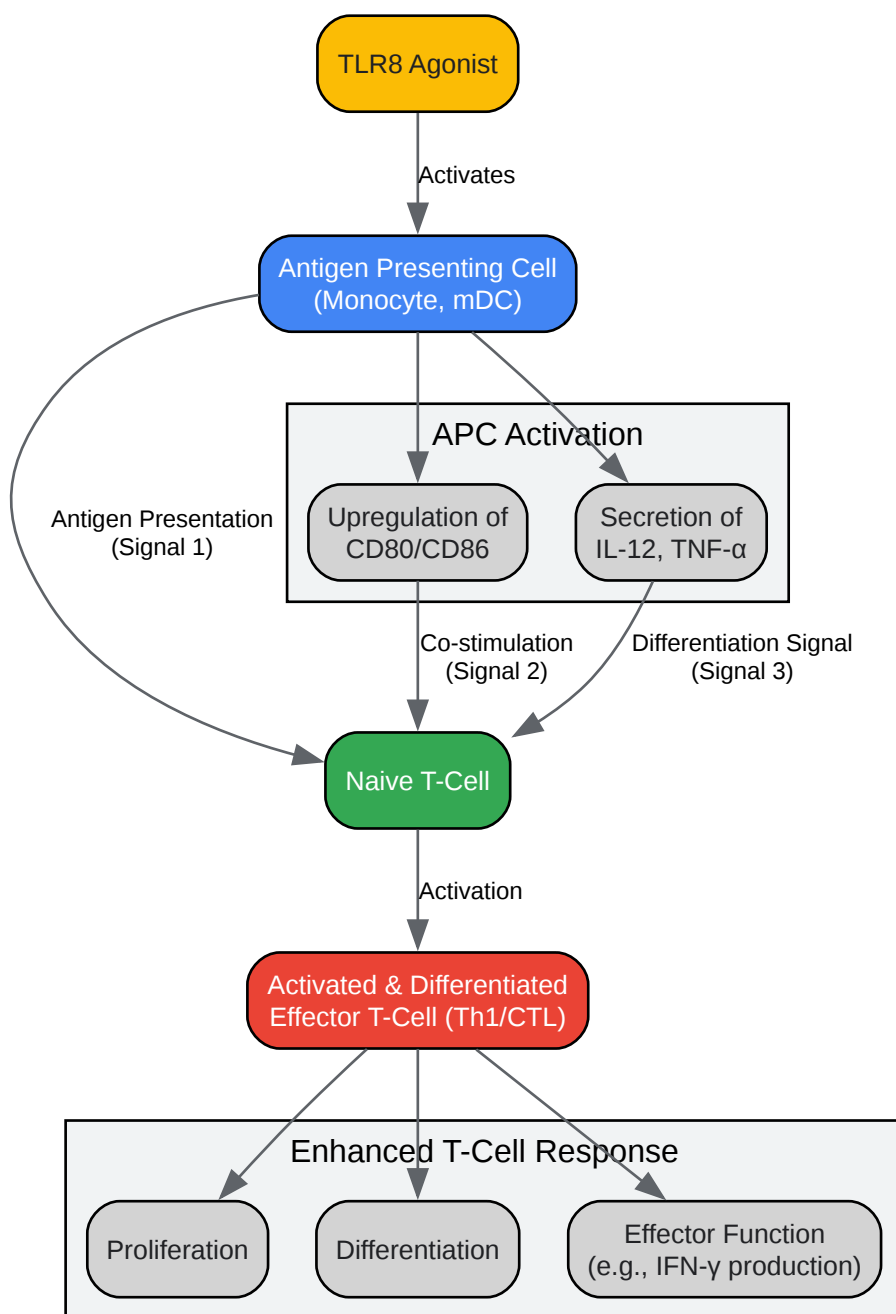 TLR8 Agonist
Activates
Antigen Presenting Cell
(Monocyte, mDC)
APC Activation
Upregulation of
CD80/CD86
Secretion of
IL-12, TNF-α
Antigen Presentation
(Signal 1)
Co-stimulation
(Signal 2)
Differentiation Signal
(Signal 3)
Naive T-Cell
Activation
Activated & Differentiated
Effector T-Cell (Th1/CTL)
Enhanced T-Cell Response
Proliferation
Differentiation
Effector Function
(e.g., IFN-γ production)